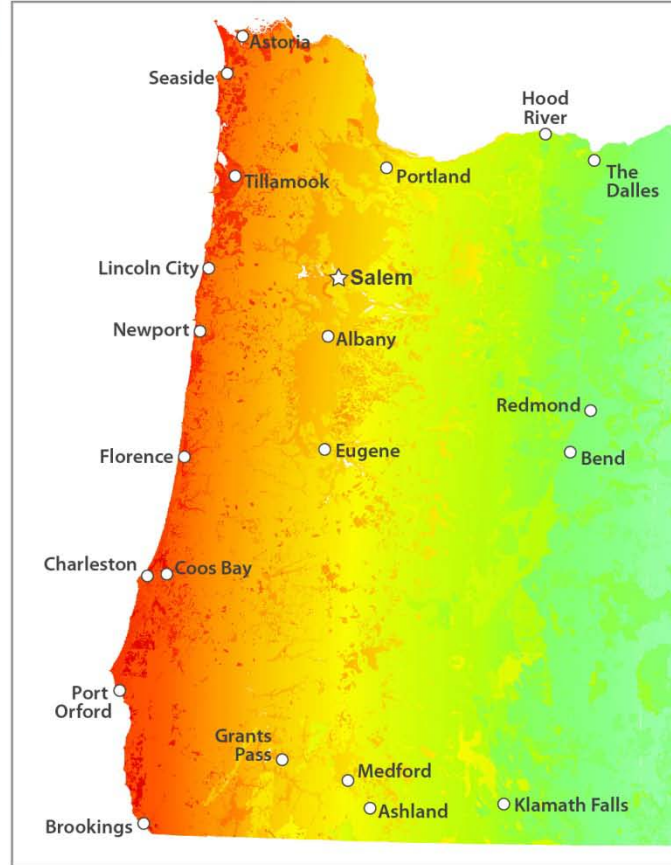 Astoria
Seaside
Hood
River
Tillamook
Portland
The
Dalles
Lincoln City
Salem
Newport
Albany
Redmond
Florence
Eugene
Bend
Charleston
Coos Bay
Port
Orford
Grants
Pass
Medford
Ashland
Klamath Falls
Brookings